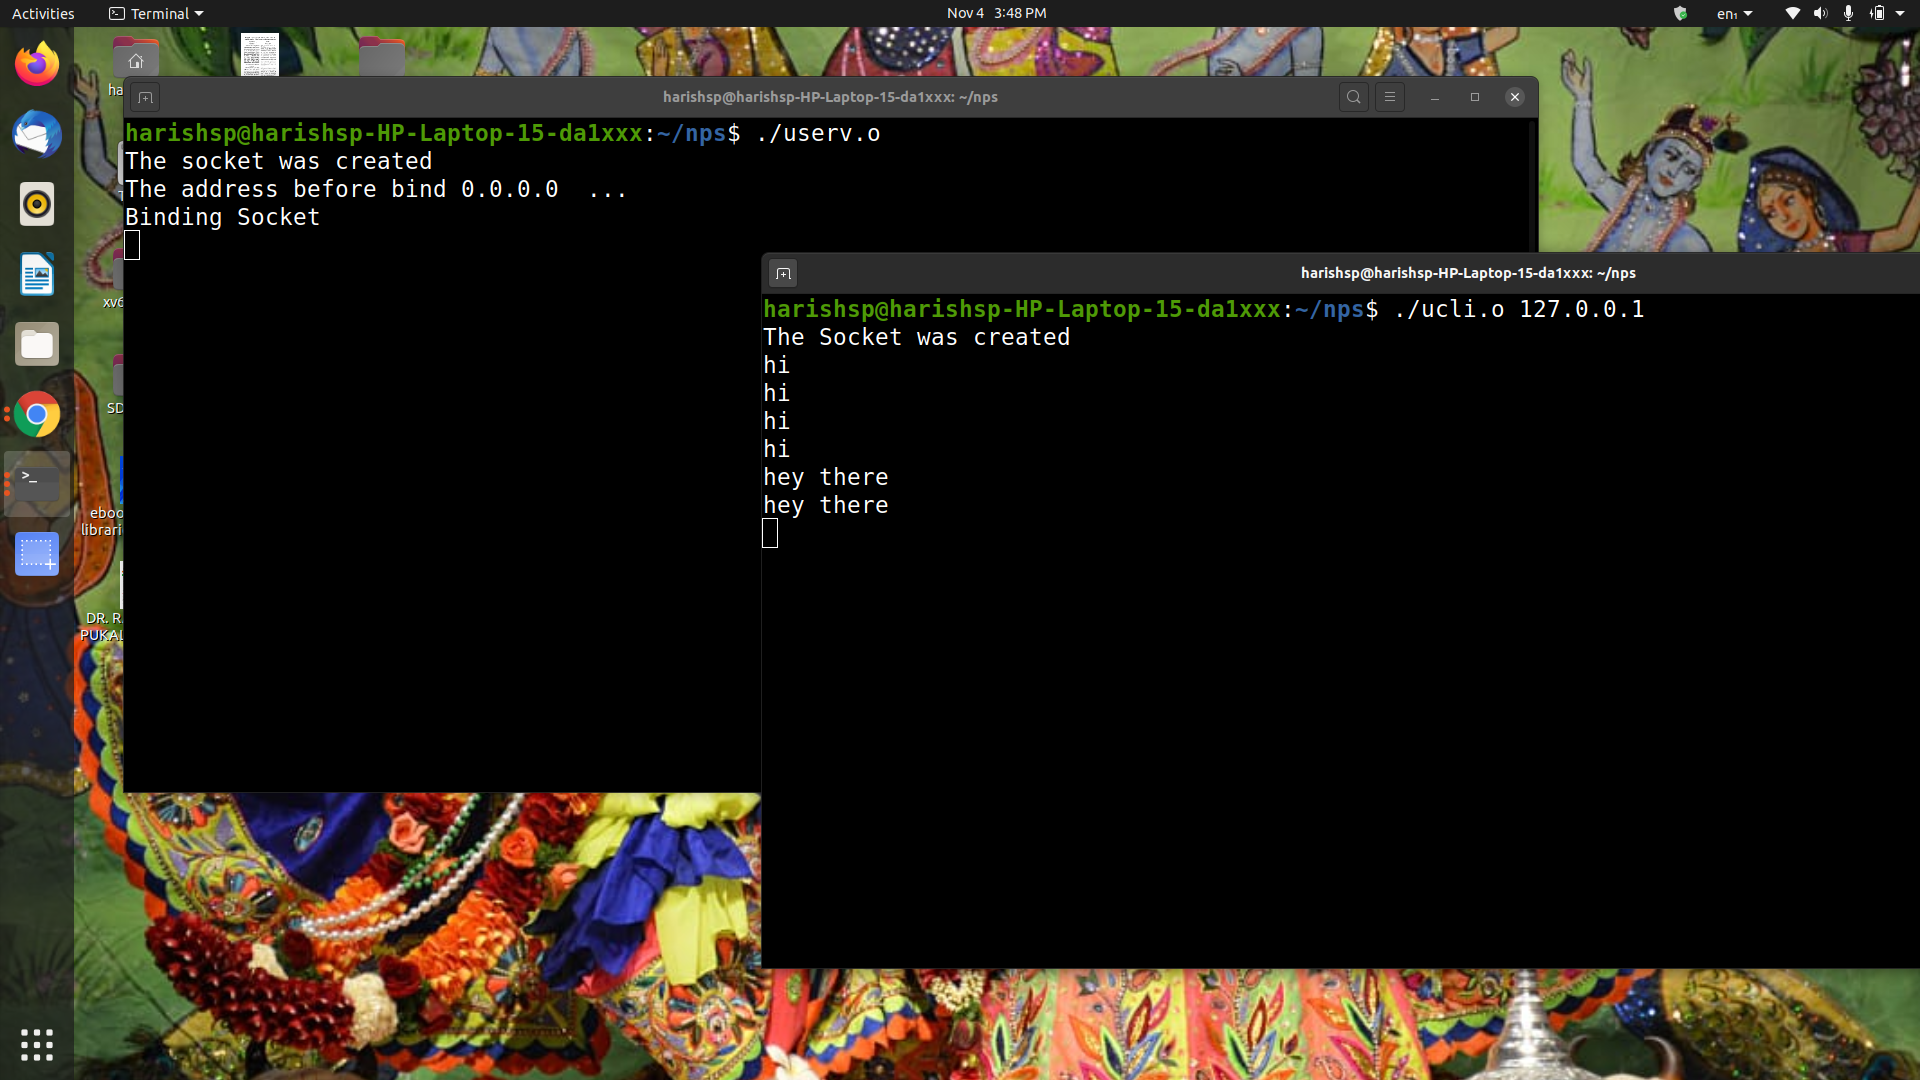 Activities
Terminal
Nov 4 3:48 PM
en₁
ha
harishsp@harishsp-HP-Laptop-15-da1xxx: ~/nps
harishsp@harishsp-HP-Laptop-15-da1xxx:~/nps$ ./userv.o
The socket was created
The address before bind 0.0.0.0  ...
Binding Socket
xv6
SD
eboo
librari
DR. R
PUKAL
harishsp@harishsp-HP-Laptop-15-da1xxx: ~/nps
harishsp@harishsp-HP-Laptop-15-da1xxx:~/nps$ ./ucli.o 127.0.0.1
The Socket was created
hi
hi
hi
hi
hey there
hey there